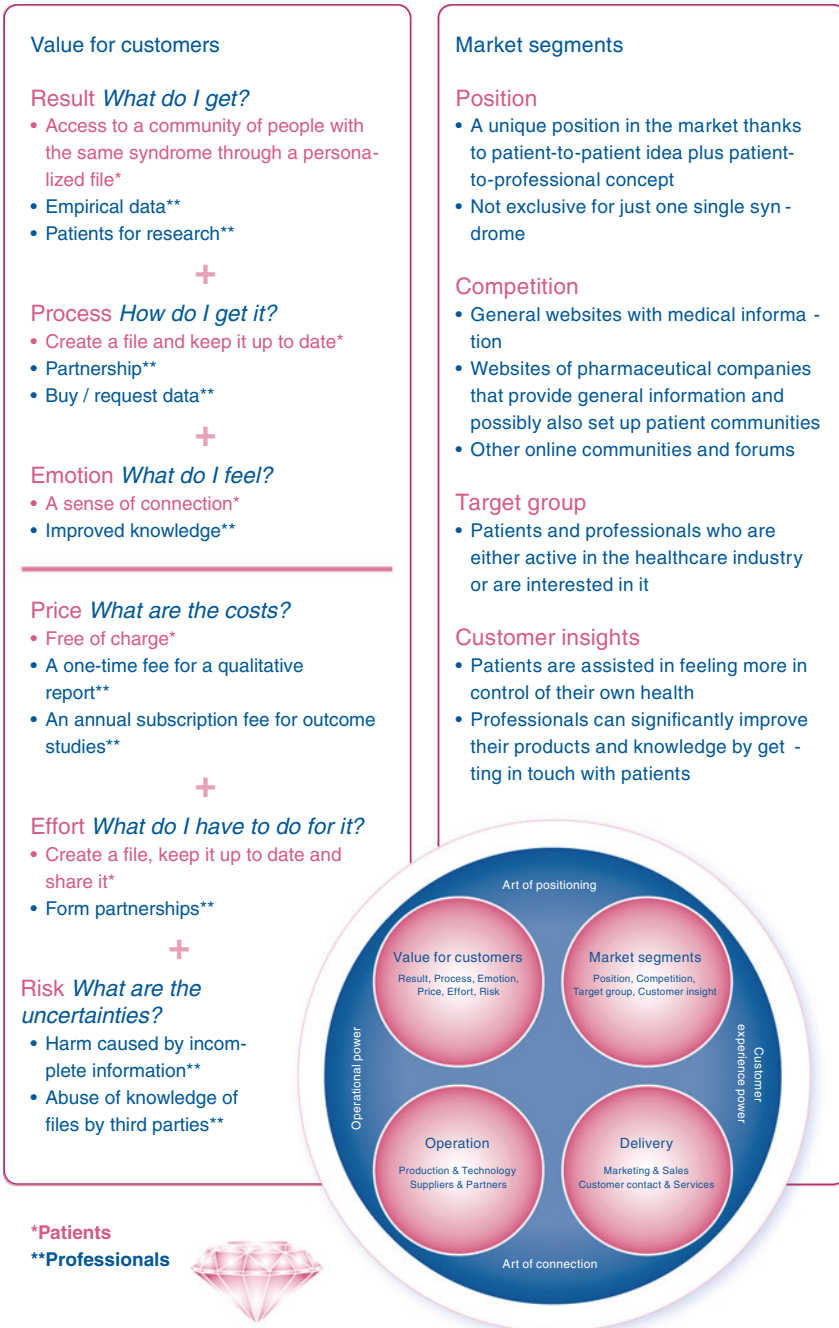 Value for customers
Result What do I get?
• Access to a community of people with
the same syndrome through a persona-
lized file*
• Empirical data**
• Patients for research**
+
Process How do I get it?
• Create a file and keep it up to date*
• Partnership**
• Buy / request data**
+
Emotion What do I feel?
• A sense of connection*
• Improved knowledge**
Price What are the costs?
• Free of charge*
• A one-time fee for a qualitative
report**
• An annual subscription fee for outcome
studies**
+
Effort What do I have to do for it?
• Create a file, keep it up to date and
share it*
• Form partnerships**
+
Risk What are the
uncertainties?
• Harm caused by incom-
plete information**
• Abuse of knowledge of
files by third parties**
*Patients
**Professionals
Market segments
Position
• A unique position in the market thanks
to patient-to-patient idea plus patient-
to-professional concept
• Not exclusive for just one single syn -
drome
Competition
• General websites with medical informa -
tion
• Websites of pharmaceutical companies
that provide general information and
possibly also set up patient communities
• Other online communities and forums
Target group
• Patients and professionals who are
either active in the healthcare industry
or are interested in it
Customer insights
• Patients are assisted in feeling more in
control of their own health
• Professionals can significantly improve
their products and knowledge by get -
ting in touch with patients
Art of positioning
Value for customers
Result, Process, Emotion,
Price, Effort, Risk
Market segments
Position, Competition,
Target group, Customer insight
Operational power
Customer
experience power
Operation
Production & Technology
Suppliers & Partners
Delivery
Marketing & Sales
Customer contact & Services
Art of connection